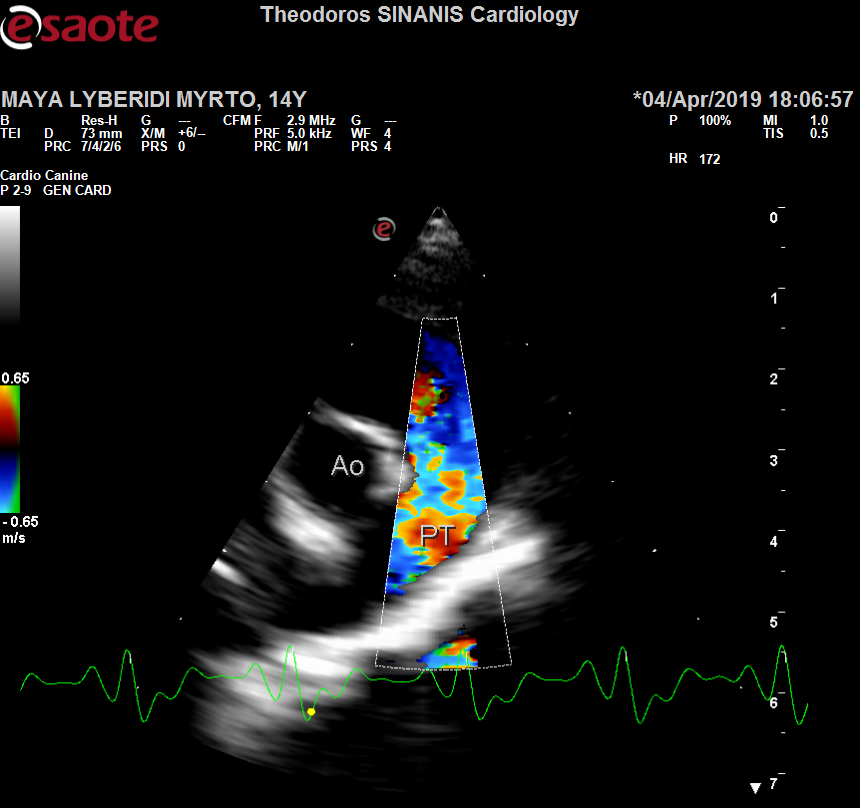 esaote
Theodoros SINANIS Cardiology
MAYA LYBERIDI MYRTO, 14Y
*04/Apr/2019 18:06:57
B Res-H G --- CFM F 2.9 MHz G --- P 100% MI 1.0
TEI D 73 mm X/M +6/-- PRF 5.0 kHz WF 4 TIS 0.5
PRC 7/4/2/6 PRS 0 PRC M/1 PRS 4
HR 172
Cardio Canine
P 2-9 GEN CARD
e
0
1
0.65
2
Ao
3
-0.65
m/s
PT
4
5
6
7